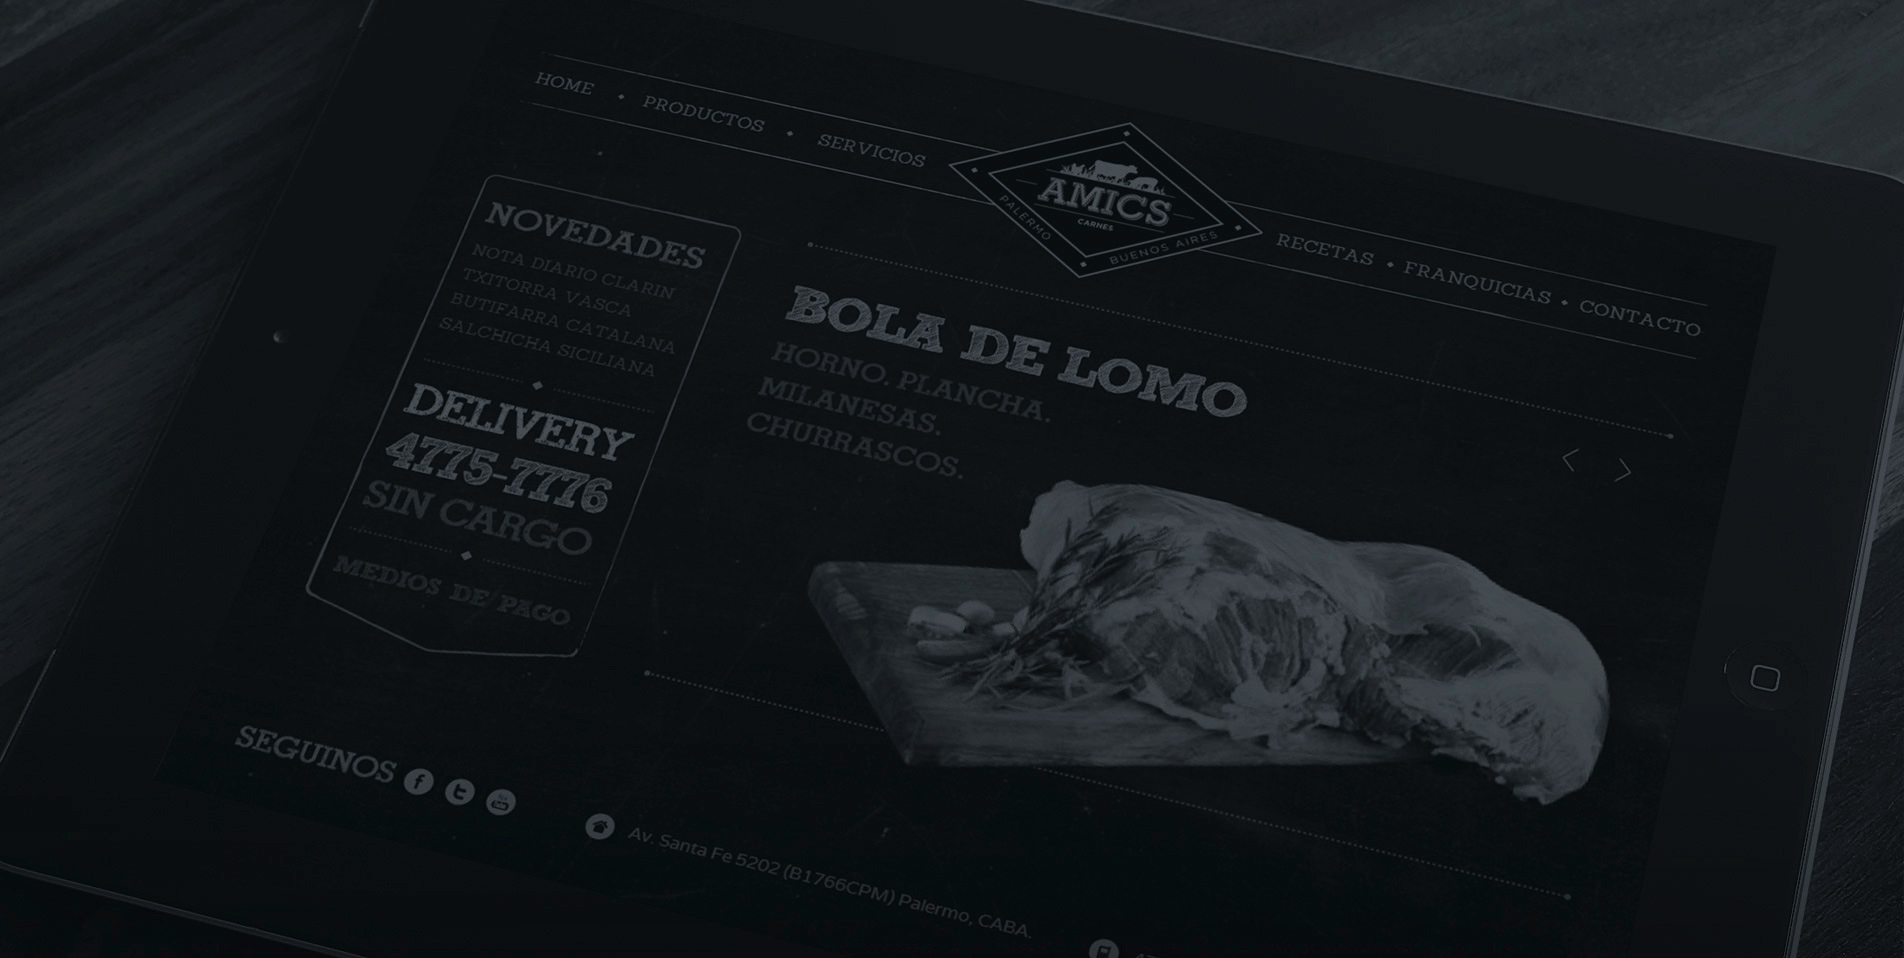 HOME • PRODUCTOS • SERVICIOS
AMICS
CARNES
PALERMO
BUENOS AIRES
RECETAS • FRANQUICIAS • CONTACTO
NOVEDADES
NOTA DIARIO CLARIN
TXITORRA VASCA
BUTIFARRA CATALANA
SALCHICHA SICILIANA
DELIVERY
4775-7776
SIN CARGO
MEDIOS DE PAGO
BOLA DE LOMO
HORNO. PLANCHA.
MILANESAS.
CHURRASCOS.
SEGUINOS
Av. Santa Fe 5202 (B1766CPM) Palermo, CABA.